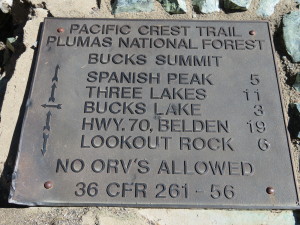 PACIFIC CREST TRAIL
PLUMAS NATIONAL FOREST
BUCKS SUMMIT
SPANISH PEAK 5
THREE LAKES 11
BUCKS LAKE 3
HWY. 70, BELDEN 19
LOOKOUT ROCK 6
NO ORV'S ALLOWED
36 CFR 261-56